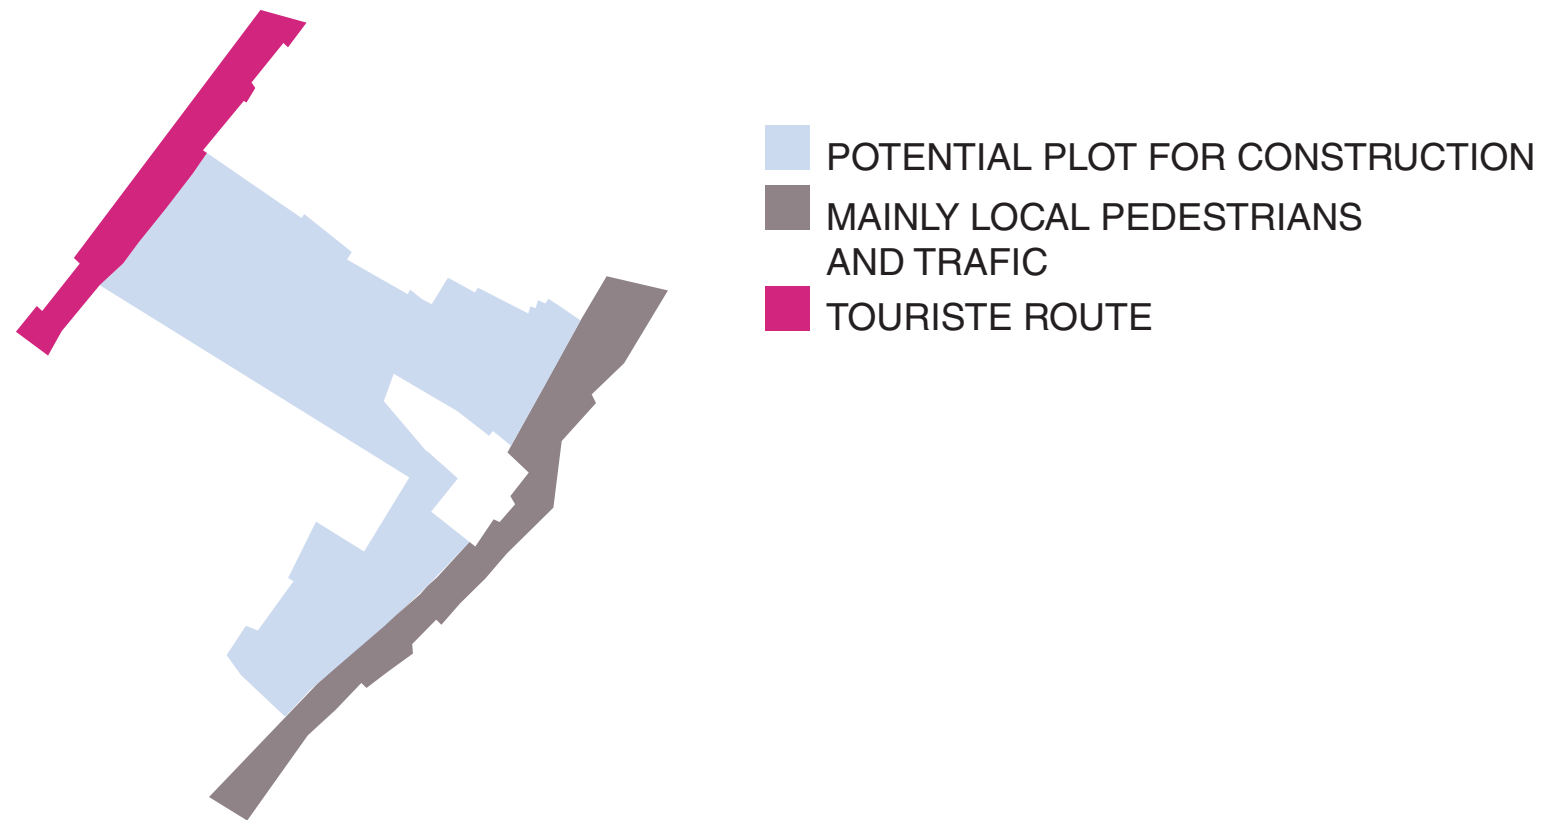 POTENTIAL PLOT FOR CONSTRUCTION
MAINLY LOCAL PEDESTRIANS
AND TRAFIC
TOURISTE ROUTE